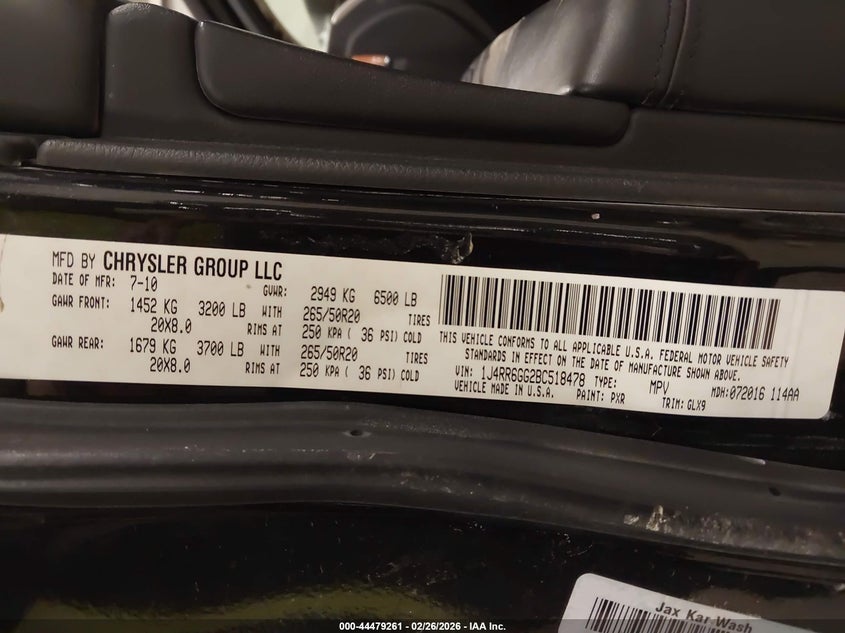 MFD BY CHRYSLER GROUP LLC
DATE OF MFR: 7-10 GVWR: 2949 KG 6500 LB
GAWR FRONT: 1452 KG 3200 LB WITH 265/50R20 TIRES
20X8.0 RIMS AT 250 KPA ( 36 PSI) COLD
GAWR REAR: 1679 KG 3700 LB WITH 265/50R20 TIRES
20X8.0 RIMS AT 250 KPA ( 36 PSI) COLD
THIS VEHICLE CONFORMS TO ALL APPLICABLE U.S.A. FEDERAL MOTOR VEHICLE SAFETY
STANDARDS IN EFFECT ON THE DATE OF MANUFACTURE SHOWN ABOVE.
VIN: 1J4RR6GG2BC518478 TYPE: MPV MDH:072016 114AA
VEHICLE MADE IN U.S.A. PAINT: PXR TRIM: GLX9
Jax Kar Wash
000-44479261 - 02/26/2026 - IAA Inc.